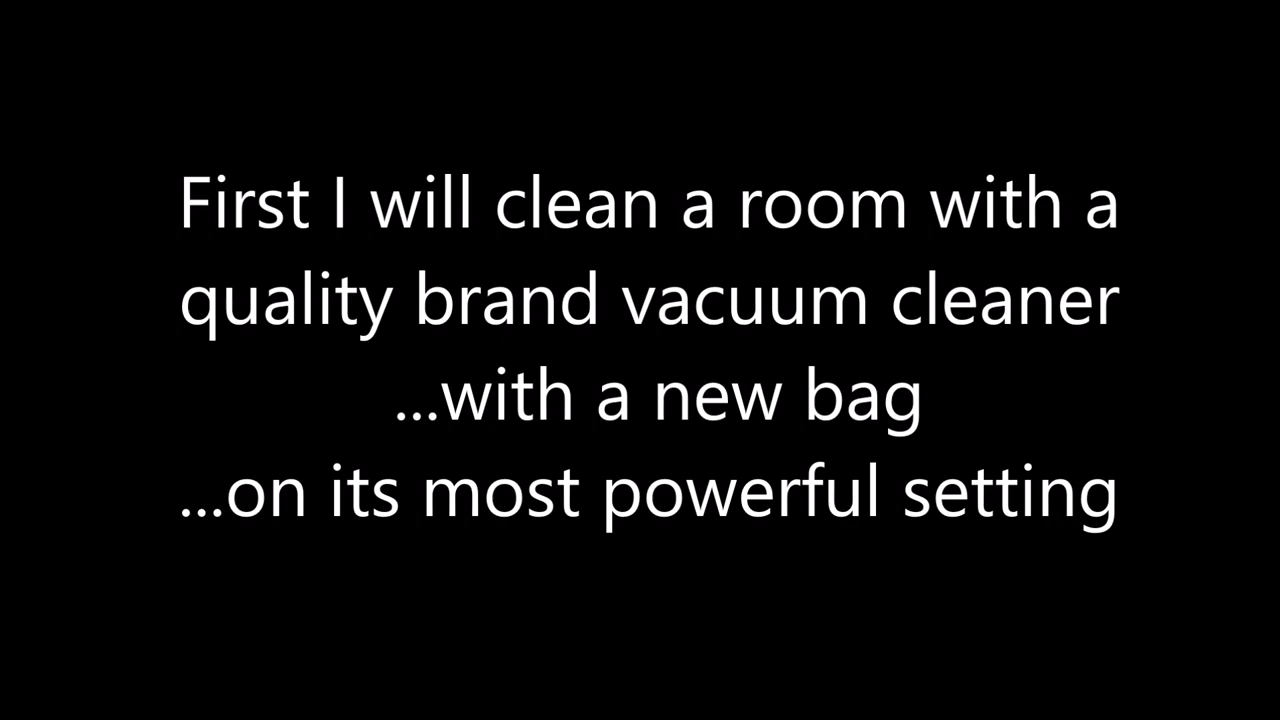 First I will clean a room with a
quality brand vacuum cleaner
...with a new bag
...on its most powerful setting